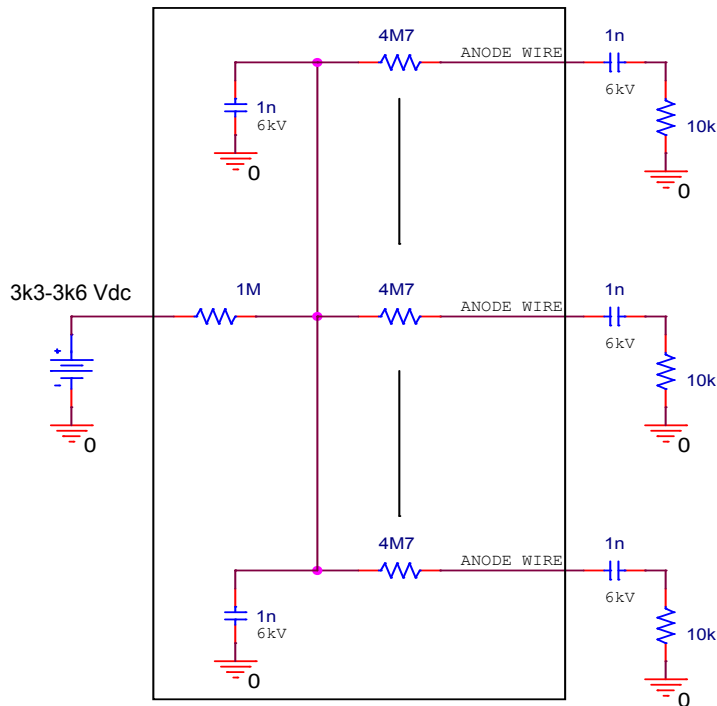 4M7
1n
ANODE WIRE
1n
6kV
6kV
10k
0
0
3k3-3k6 Vdc
1M
4M7
1n
ANODE WIRE
+
6kV
-
10k
0
0
4M7
1n
ANODE WIRE
1n
6kV
6kV
10k
0
0